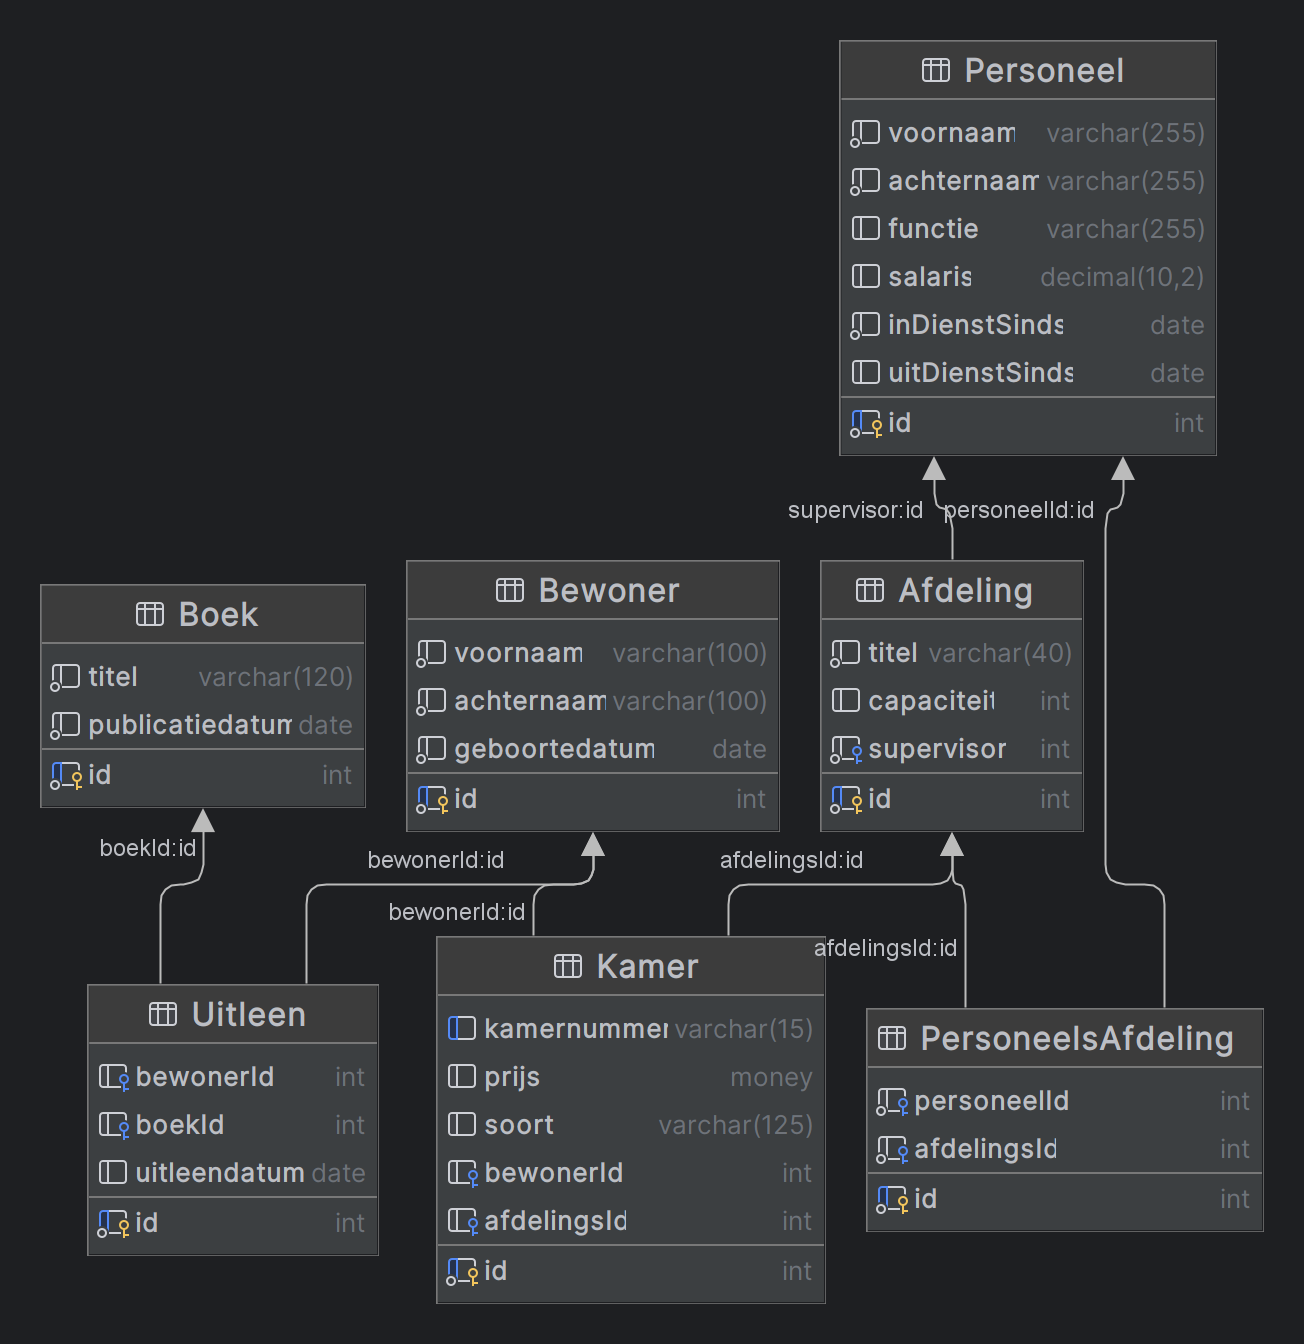 Personeel
voornaam varchar(255)
achternaam varchar(255)
functie varchar(255)
salaris decimal(10,2)
inDienstSinds date
uitDienstSinds date
id int
supervisor:id
personeelId:id
Boek
titel varchar(120)
publicatiedatum date
id int
Bewoner
voornaam varchar(100)
achternaam varchar(100)
geboortedatum date
id int
Afdeling
titel varchar(40)
capaciteit int
supervisor int
id int
boekId:id
bewonerId:id
afdelingsId:id
bewonerId:id
afdelingsId:id
Uitleen
bewonerId int
boekId int
uitleendatum date
id int
Kamer
kamernummer varchar(15)
prijs money
soort varchar(125)
bewonerId int
afdelingsId int
id int
PersoneelsAfdeling
personeelId int
afdelingsId int
id int